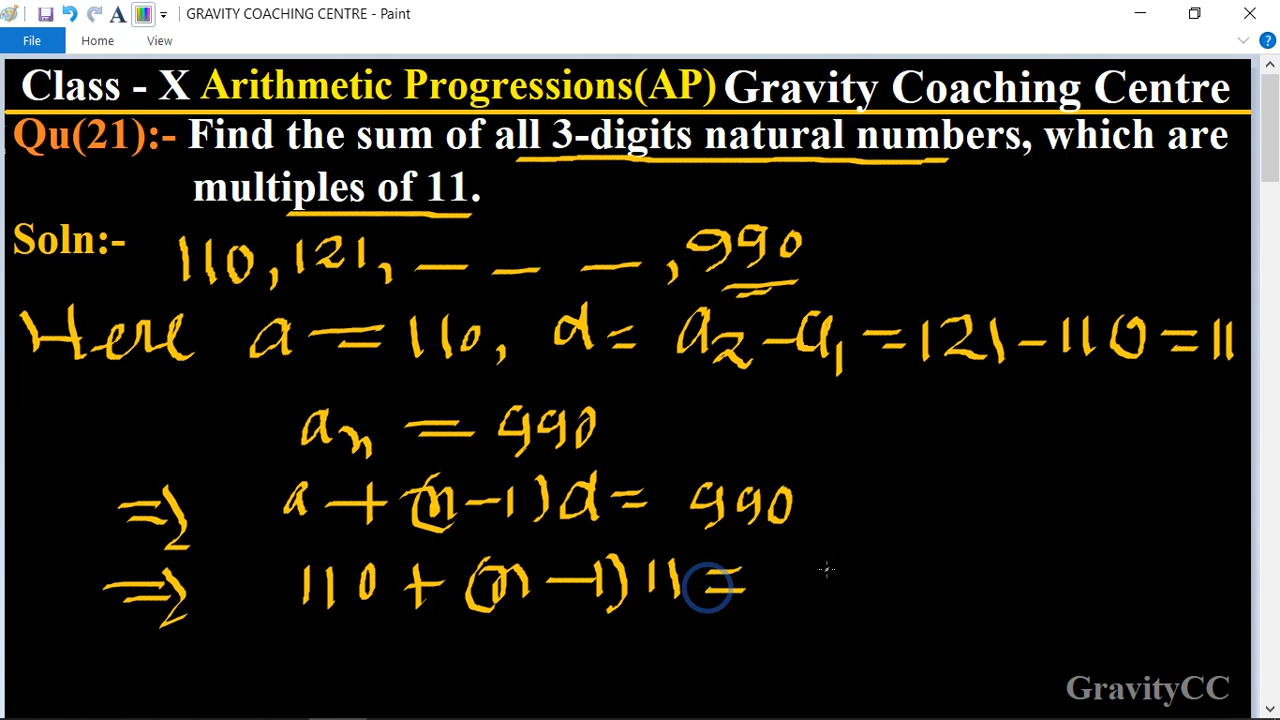 GRAVITY COACHING CENTRE - Paint
File Home View
Class - X Arithmetic Progressions(AP) Gravity Coaching Centre
Qu(21):- Find the sum of all 3-digits natural numbers, which are
multiples of 11.
Soln:- 110, 121, _ _ _ , 990
Here a = 110, d = a₂ - a₁ = 121 - 110 = 11
aₙ = 990
⇒ a + (n - 1) d = 990
⇒ 110 + (n - 1) 11 =
GravityCC